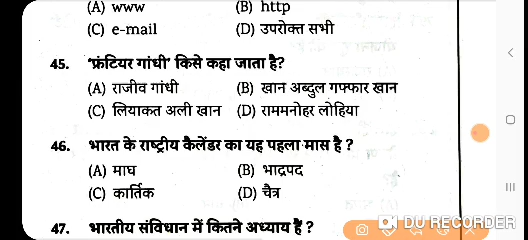 (A) www (B) http
(C) e-mail (D) उपरोक्त सभी
45. 'फ्रंटियर गांधी' किसे कहा जाता है?
(A) राजीव गांधी (B) खान अब्दुल गफ्फार खान
(C) लियाकत अली खान (D) राममनोहर लोहिया
46. भारत के राष्ट्रीय कैलेंडर का यह पहला मास है ?
(A) माघ (B) भाद्रपद
(C) कार्तिक (D) चैत्र
47. भारतीय संविधान में कितने अध्याय हैं ?
DU RECORDER